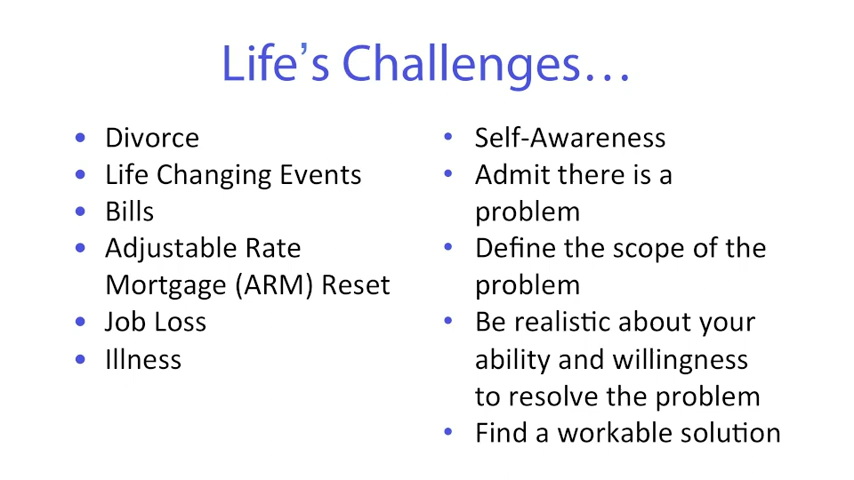 Life's Challenges…
• Divorce
• Life Changing Events
• Bills
• Adjustable Rate
Mortgage (ARM) Reset
• Job Loss
• Illness
• Self-Awareness
• Admit there is a
problem
• Define the scope of the
problem
• Be realistic about your
ability and willingness
to resolve the problem
• Find a workable solution